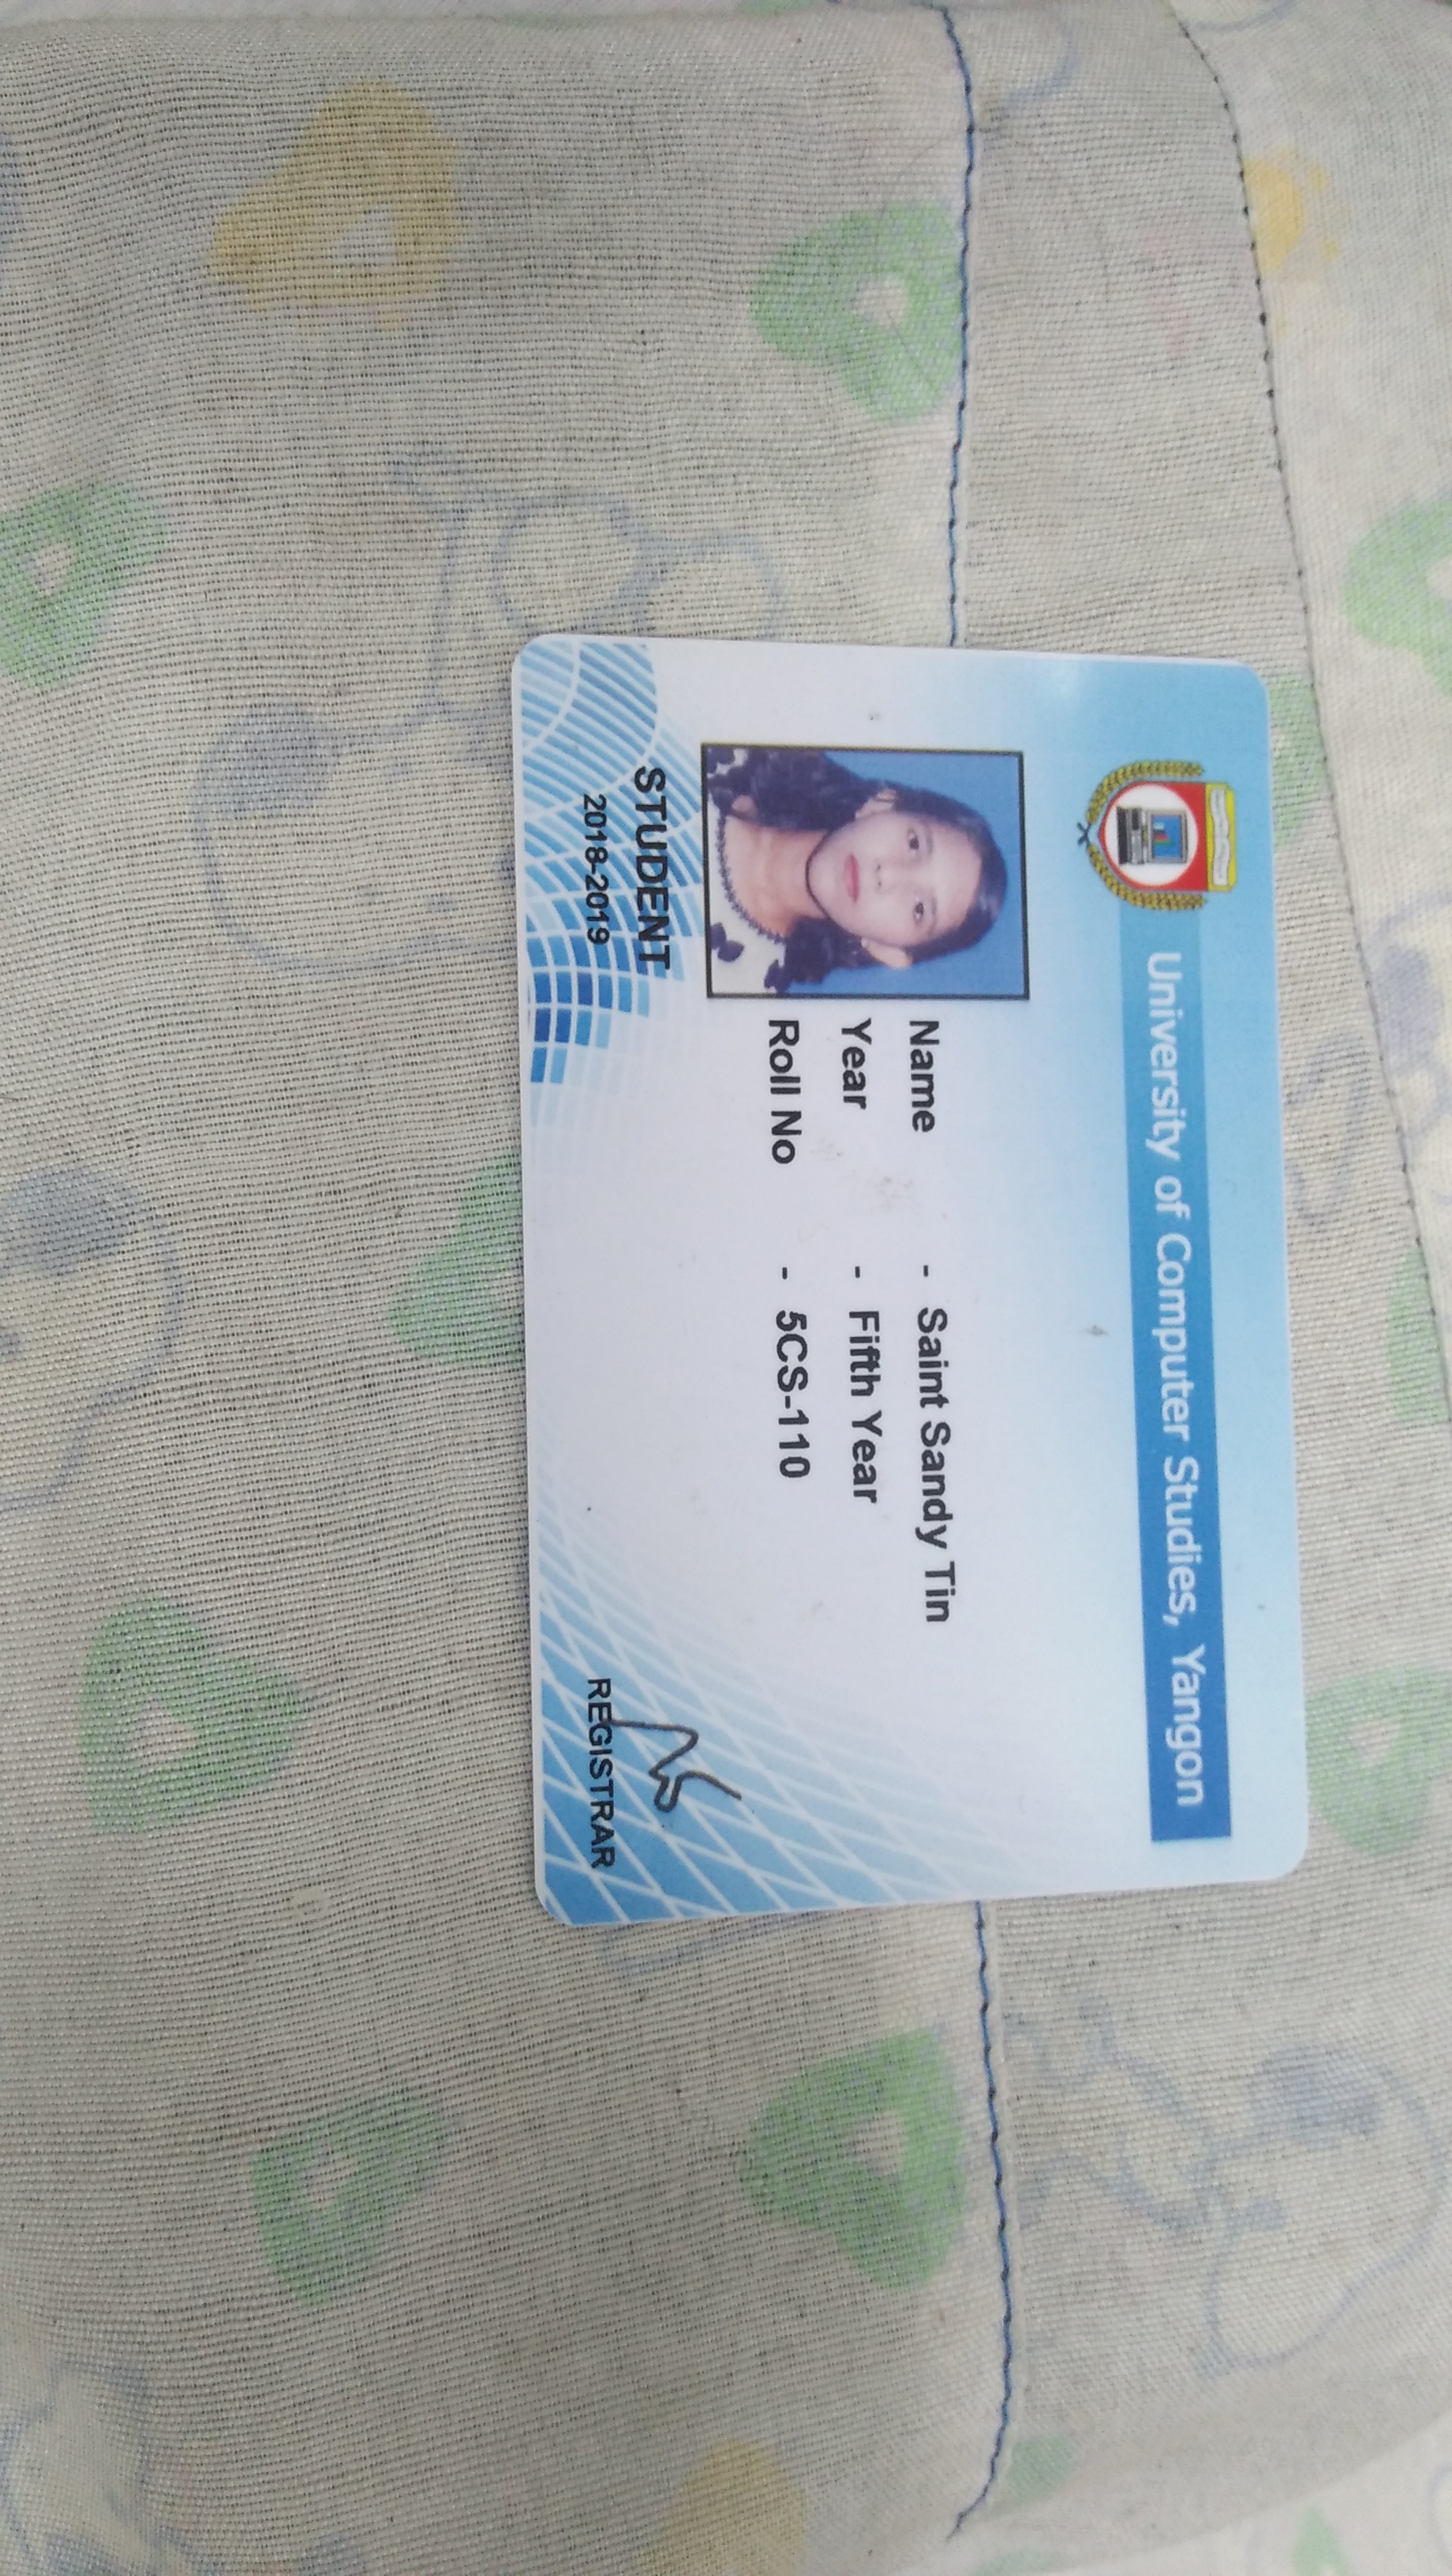 University of Computer Studies, Yangon
Name - Saint Sandy Tin
Year - Fifth Year
Roll No - 5CS-110
STUDENT
2018-2019
REGISTRAR